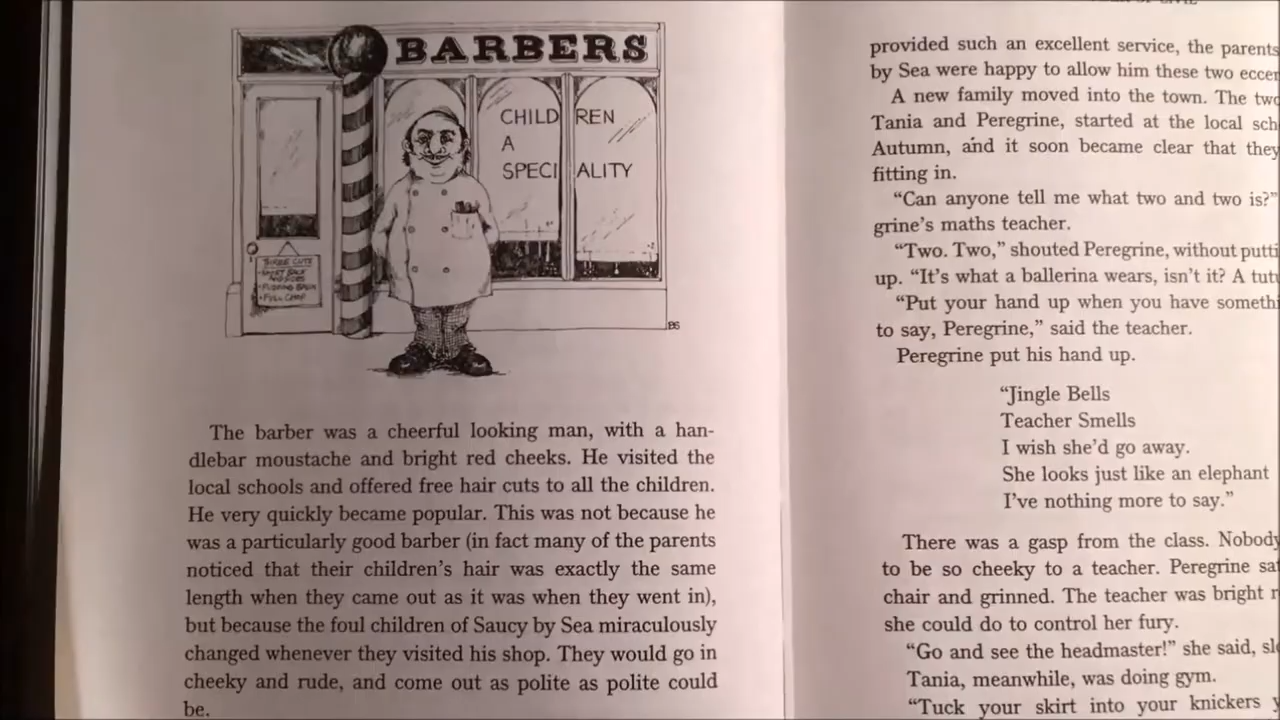 BARBERS
CHILDREN
A
SPECIALITY
THREE CUTS
AND SIDES
• PUDDING BASIN
• FULL CHOP
The barber was a cheerful looking man, with a han-
dlebar moustache and bright red cheeks. He visited the
local schools and offered free hair cuts to all the children.
He very quickly became popular. This was not because he
was a particularly good barber (in fact many of the parents
noticed that their children's hair was exactly the same
length when they came out as it was when they went in),
but because the foul children of Saucy by Sea miraculously
changed whenever they visited his shop. They would go in
cheeky and rude, and come out as polite as polite could
be.
provided such an excellent service, the parents
by Sea were happy to allow him these two eccen
A new family moved into the town. The two
Tania and Peregrine, started at the local sch
Autumn, and it soon became clear that they
fitting in.
"Can anyone tell me what two and two is?"
grine's maths teacher.
"Two. Two," shouted Peregrine, without putti
up. "It's what a ballerina wears, isn't it? A tut
"Put your hand up when you have somethi
to say, Peregrine," said the teacher.
Peregrine put his hand up.
"Jingle Bells
Teacher Smells
I wish she'd go away.
She looks just like an elephant
I've nothing more to say."
There was a gasp from the class. Nobody
to be so cheeky to a teacher. Peregrine sat
chair and grinned. The teacher was bright r
she could do to control her fury.
"Go and see the headmaster!" she said, sl
Tania, meanwhile, was doing gym.
"Tuck your skirt into your knickers y